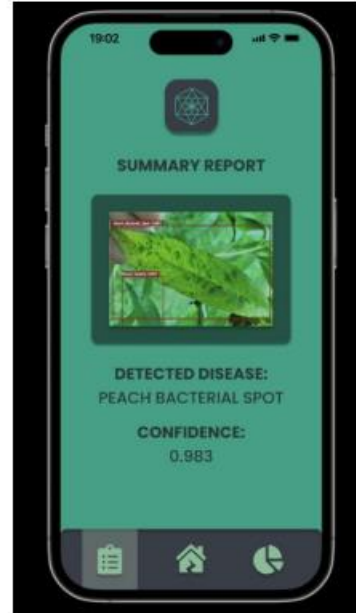 19:02
SUMMARY REPORT
DETECTED DISEASE:
PEACH BACTERIAL SPOT
CONFIDENCE:
0.983